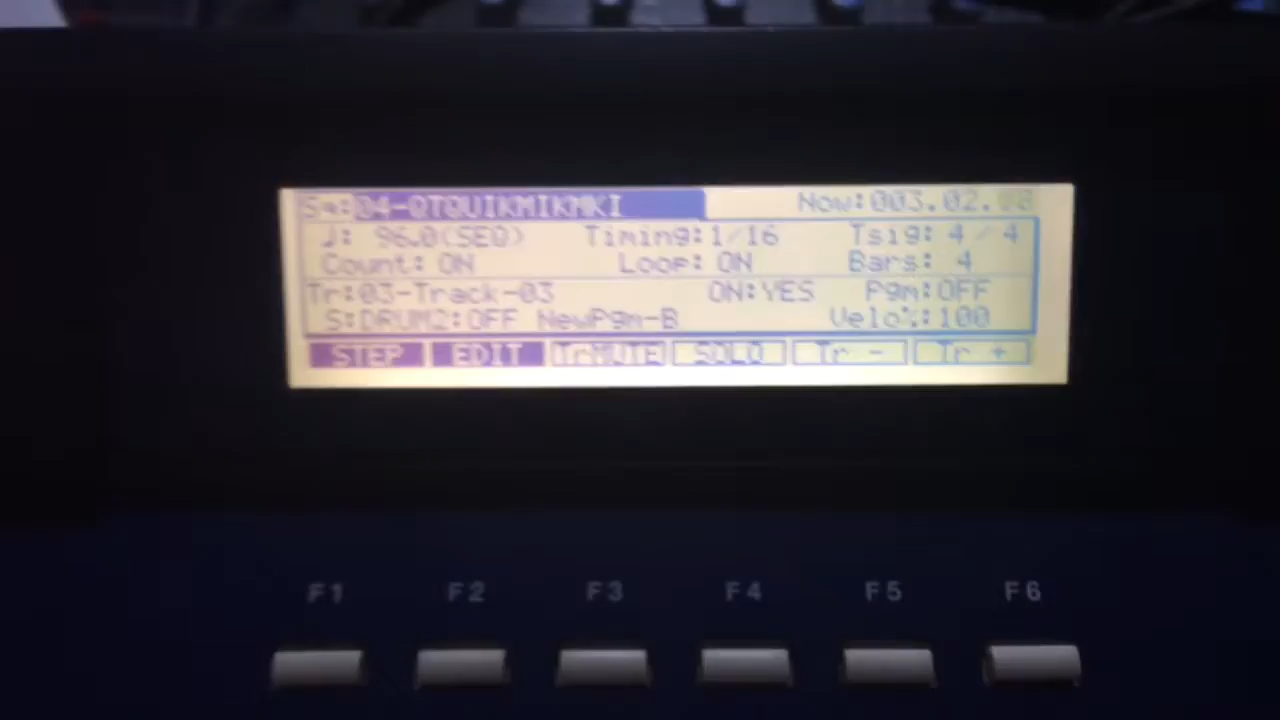 Sq:04-QTQUIKMIKMKI Now:003.02.
♩: 96.0(SEQ) Timing:1/16 Tsig: 4 / 4
Count: ON Loop: ON Bars: 4
Tr:03-Track-03 ON:YES Pgm:OFF
S:DRUM2:OFF NewPgm-B Velo%:100
STEP EDIT TrMUTE SOLO Tr - Tr +
F1 F2 F3 F4 F5 F6